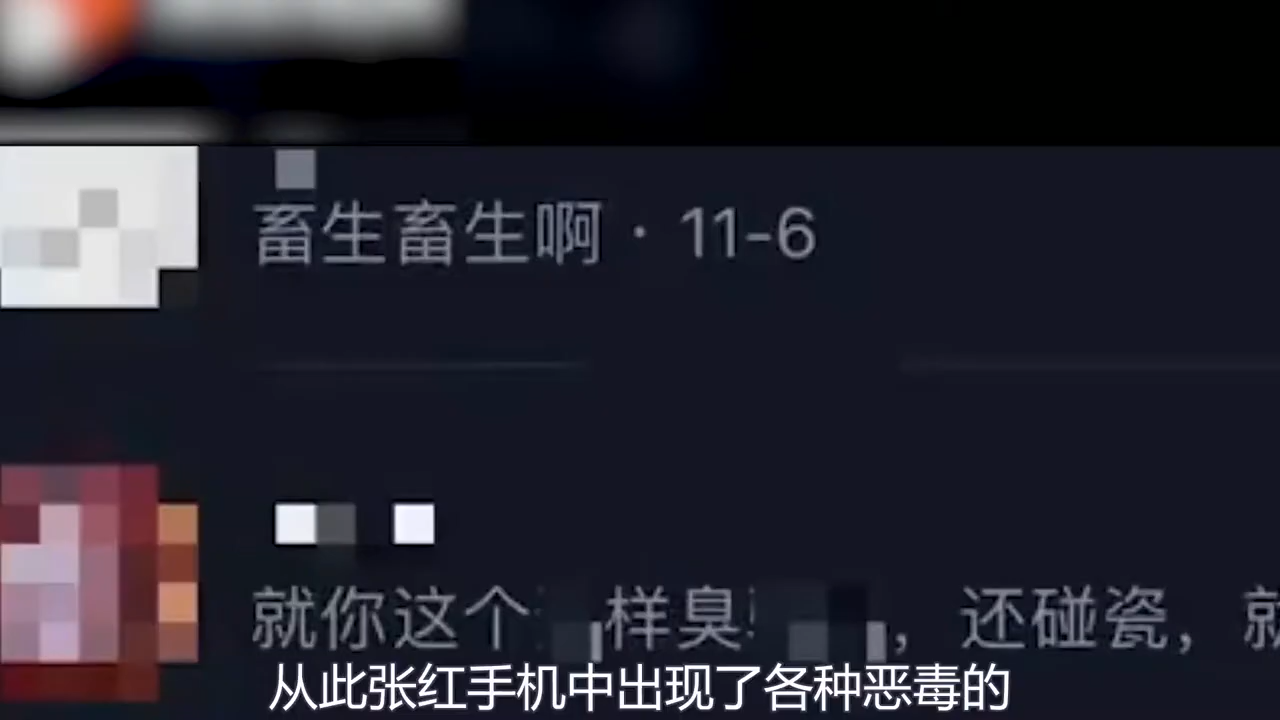 畜生畜生啊 · 11-6
就你这个 样臭 ，还碰瓷，就
从此张红手机中出现了各种恶毒的